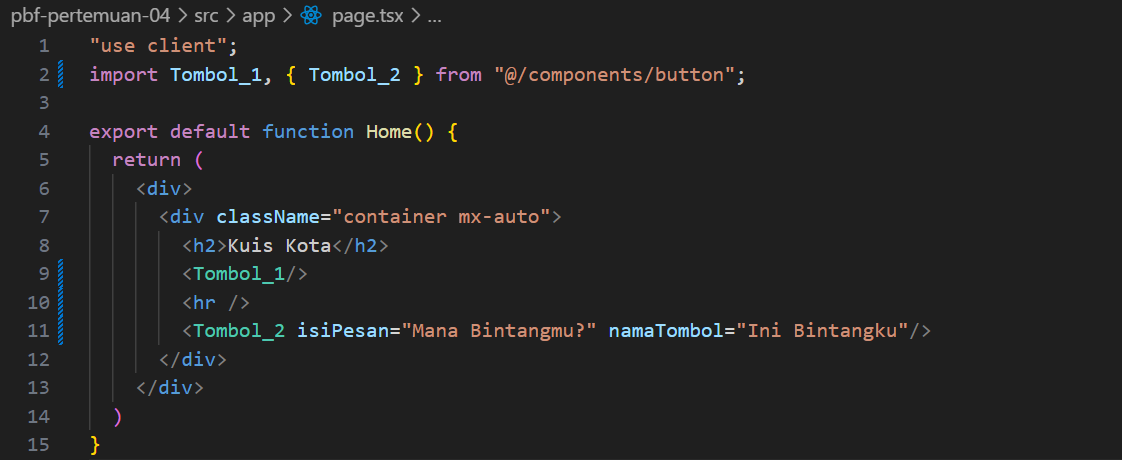 pbf-pertemuan-04 > src > app > page.tsx > ...
1 "use client";
2 import Tombol_1, { Tombol_2 } from "@/components/button";
3
4 export default function Home() {
5   return (
6     <div>
7       <div className="container mx-auto">
8         <h2>Kuis Kota</h2>
9         <Tombol_1/>
10         <hr />
11         <Tombol_2 isiPesan="Mana Bintangmu?" namaTombol="Ini Bintangku"/>
12       </div>
13     </div>
14   )
15 }